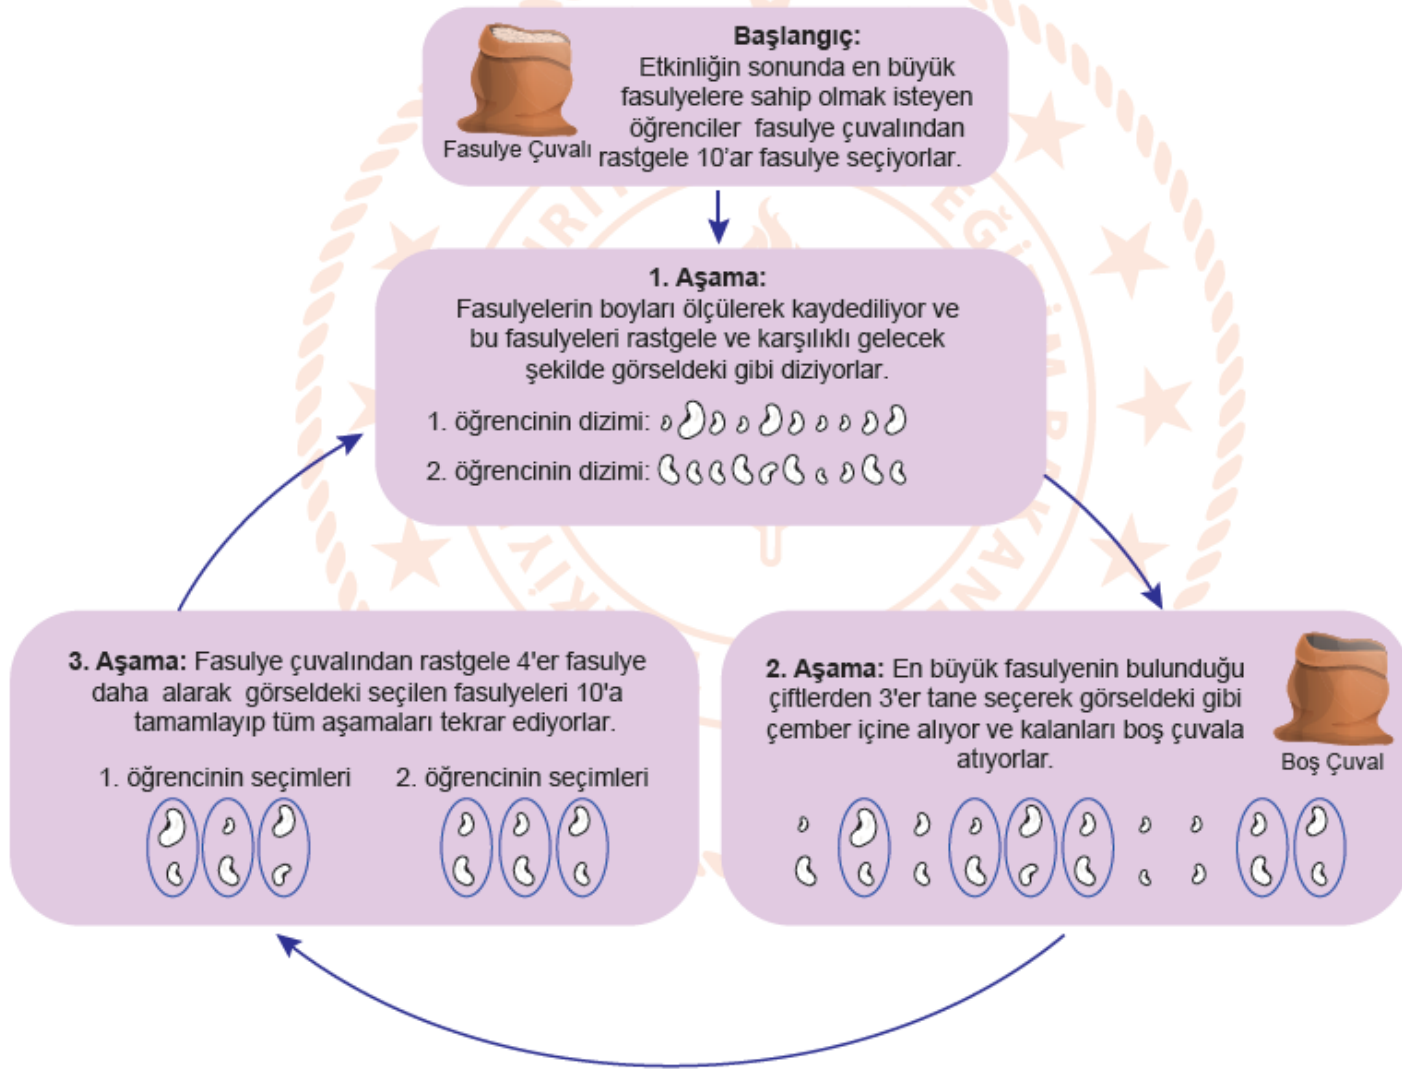 Başlangıç:
Etkinliğin sonunda en büyük
fasulyelere sahip olmak isteyen
öğrenciler fasulye çuvalından
rastgele 10'ar fasulye seçiyorlar.
Fasulye Çuvalı
1. Aşama:
Fasulyelerin boyları ölçülerek kaydediliyor ve
bu fasulyeleri rastgele ve karşılıklı gelecek
şekilde görseldeki gibi diziyorlar.
1. öğrencinin dizimi:
2. öğrencinin dizimi:
3. Aşama: Fasulye çuvalından rastgele 4'er fasulye
daha alarak görseldeki seçilen fasulyeleri 10'a
tamamlayıp tüm aşamaları tekrar ediyorlar.
1. öğrencinin seçimleri
2. öğrencinin seçimleri
2. Aşama: En büyük fasulyenin bulunduğu
çiftlerden 3'er tane seçerek görseldeki gibi
çember içine alıyor ve kalanları boş çuvala
atıyorlar.
Boş Çuval